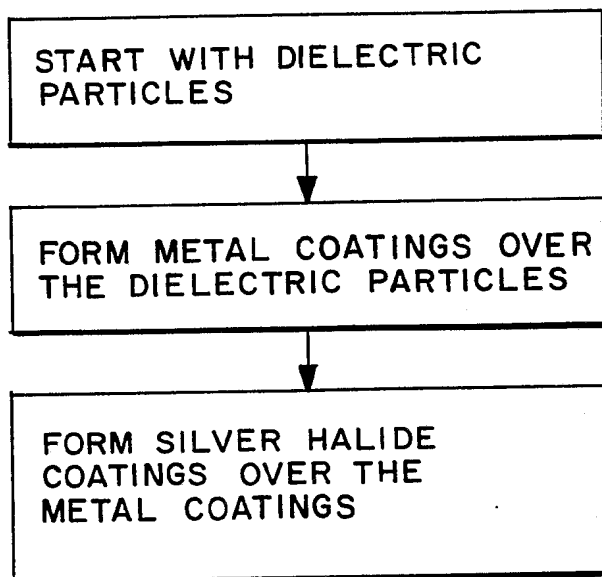 START WITH DIELECTRIC
PARTICLES
FORM METAL COATINGS OVER
THE DIELECTRIC PARTICLES
FORM SILVER HALIDE
COATINGS OVER THE
METAL COATINGS